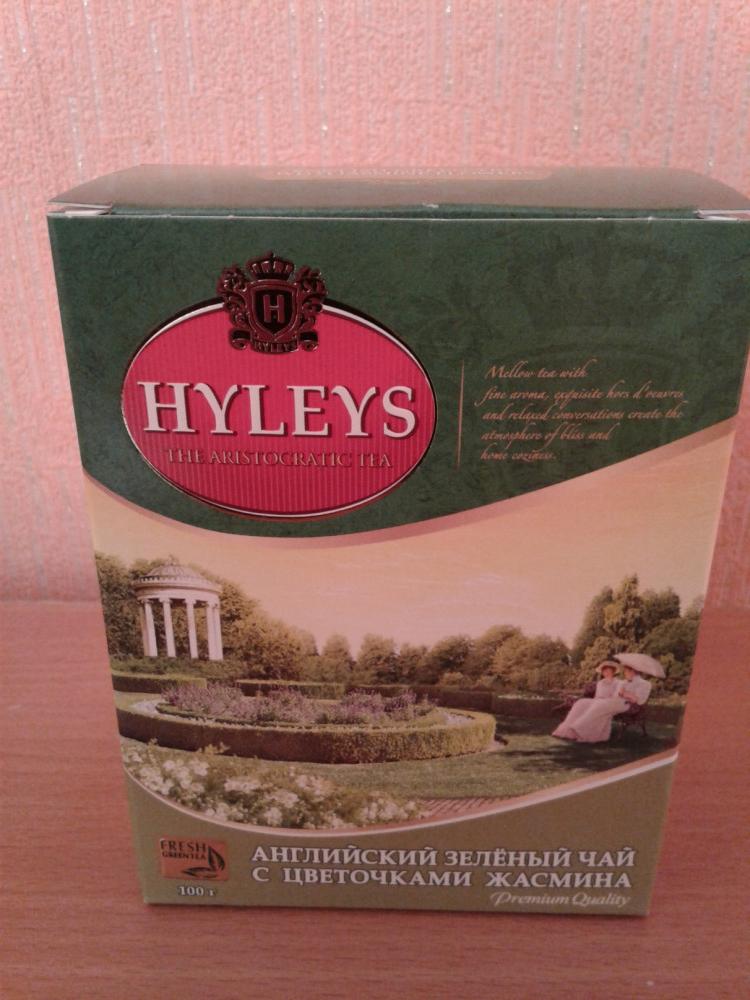 H
HYLEYS
HYLEYS
THE ARISTOCRATIC TEA
Mellow tea with
fine aroma, exquisite hors d'oeuvres
and relaxed conversations create the
atmosphere of bliss and
home coziness.
FRESH
GREEN TEA
100 г
АНГЛИЙСКИЙ ЗЕЛЁНЫЙ ЧАЙ
С ЦВЕТОЧКАМИ ЖАСМИНА
Premium Quality